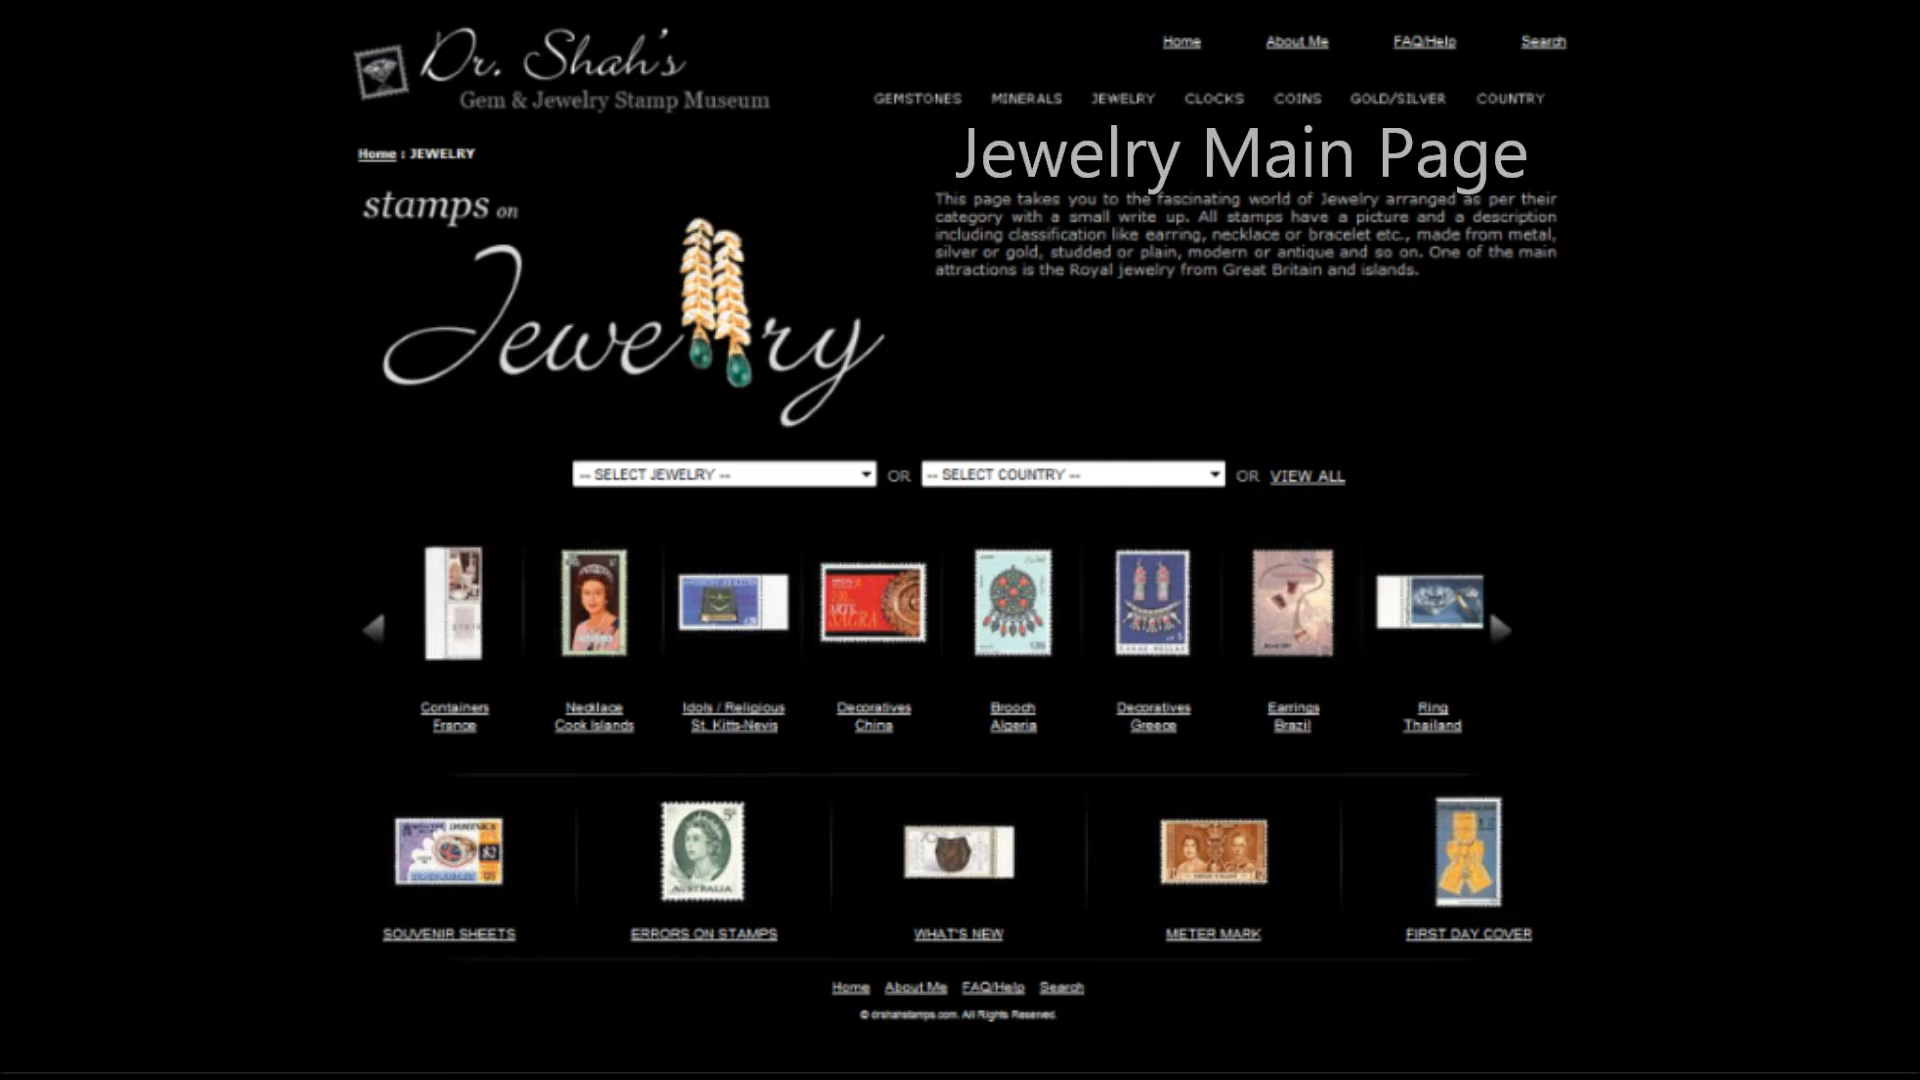 Dr. Shah's
Gem & Jewelry Stamp Museum
Home About Me FAQ/Help Search
GEMSTONES MINERALS JEWELRY CLOCKS COINS GOLD/SILVER COUNTRY
Home : JEWELRY
Jewelry Main Page
stamps on
Jewelry
This page takes you to the fascinating world of Jewelry arranged as per their
category with a small write up. All stamps have a picture and a description
including classification like earring, necklace or bracelet etc., made from metal,
silver or gold, studded or plain, modern or antique and so on. One of the main
attractions is the Royal jewelry from Great Britain and islands.
-- SELECT JEWELRY -- OR -- SELECT COUNTRY -- OR VIEW ALL
ARTE
SACRA
Containers Necklace Idols / Religious Decoratives Brooch Decoratives Earrings Ring
France Cook Islands St. Kitts-Nevis China Algeria Greece Brazil Thailand
DOMINICA
$2
5D
AUSTRALIA
SOUVENIR SHEETS ERRORS ON STAMPS WHAT'S NEW METER MARK FIRST DAY COVER
Home About Me FAQ/Help Search
© drshahstamps.com. All Rights Reserved.